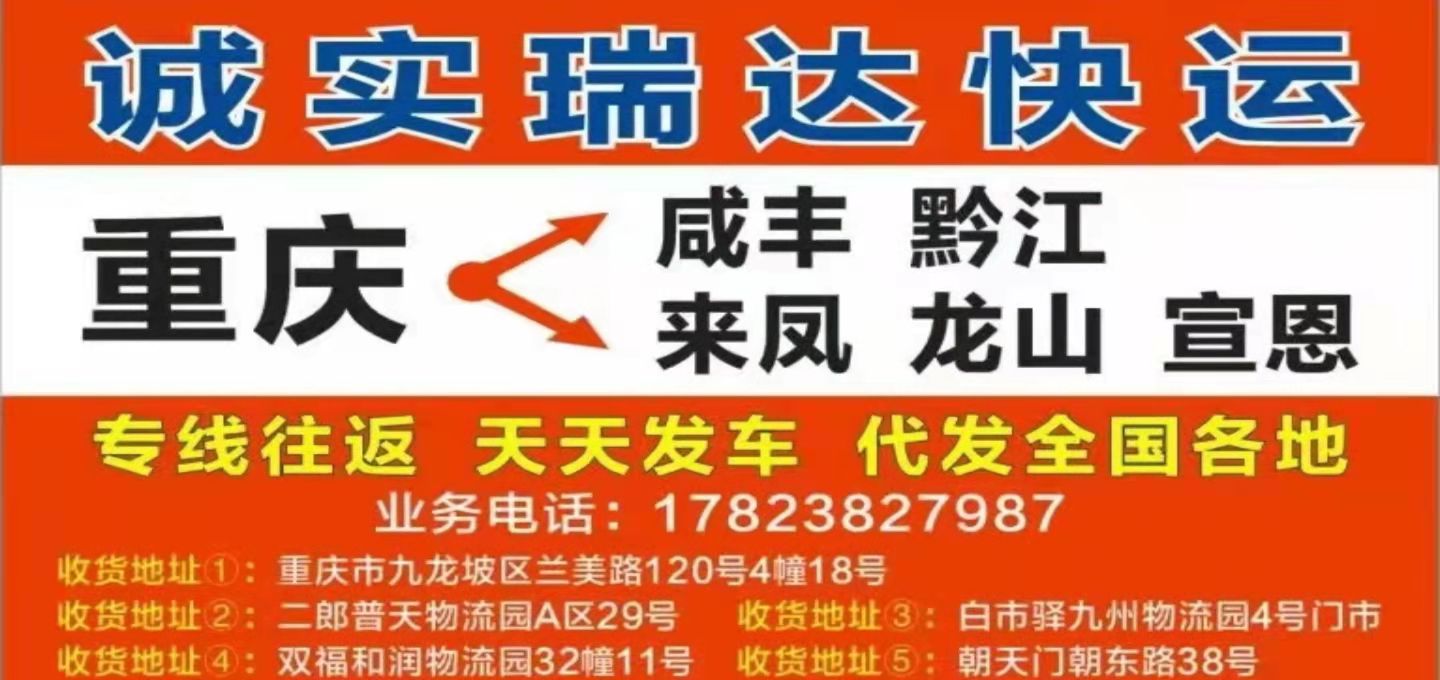 诚实瑞达快运
重庆
咸丰 黔江
来凤 龙山 宣恩
专线往返 天天发车 代发全国各地
业务电话：17823827987
收货地址①：重庆市九龙坡区兰美路120号4幢18号
收货地址②：二郎普天物流园A区29号 收货地址③：白市驿九州物流园4号门市
收货地址④：双福和润物流园32幢11号 收货地址⑤：朝天门朝东路38号